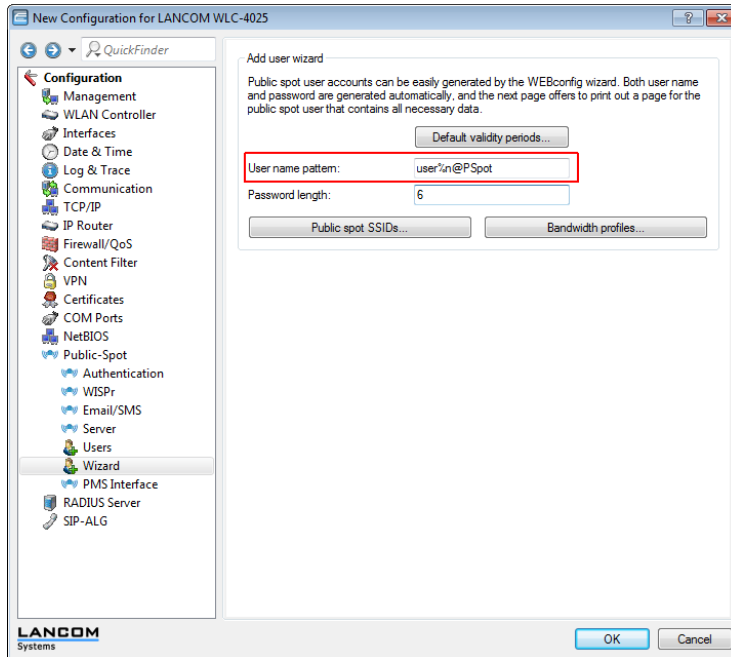 New Configuration for LANCOM WLC-4025
QuickFinder
Configuration
Management
WLAN Controller
Interfaces
Date & Time
Log & Trace
Communication
TCP/IP
IP Router
Firewall/QoS
Content Filter
VPN
Certificates
COM Ports
NetBIOS
Public-Spot
Authentication
WISPr
Email/SMS
Server
Users
Wizard
PMS Interface
RADIUS Server
SIP-ALG
Add user wizard
Public spot user accounts can be easily generated by the WEBconfig wizard. Both user name
and password are generated automatically, and the next page offers to print out a page for the
public spot user that contains all necessary data.
Default validity periods...
User name pattern: user%n@PSpot
Password length: 6
Public spot SSIDs... Bandwidth profiles...
LANCOM
Systems
OK Cancel